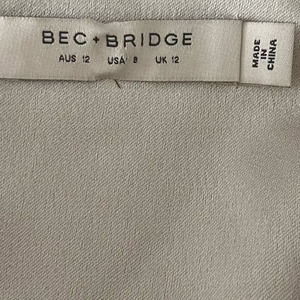 BEC + BRIDGE
AUS 12 USA 8 UK 12
MADE
IN
CHINA